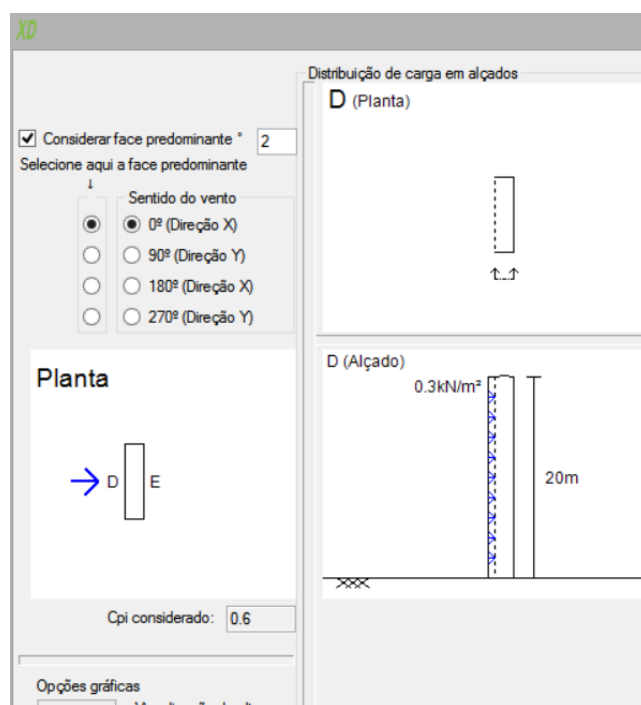 XD
Distribuição de carga em alçados
D (Planta)
Considerar face predominante °
2
Selecione aqui a face predominante
↓
Sentido do vento
0º (Direção X)
90º (Direção Y)
180º (Direção X)
270º (Direção Y)
Planta
D
E
D (Alçado)
0.3kN/m²
20m
Cpi considerado:
0.6
Opções gráficas